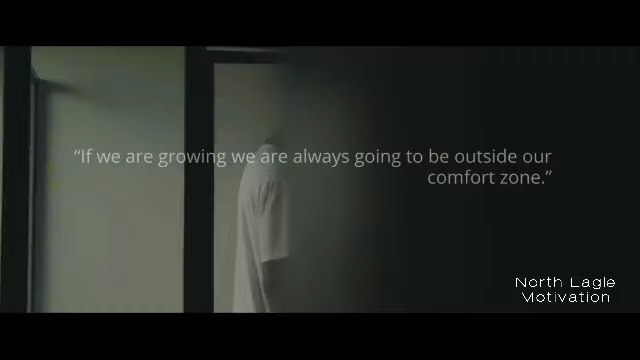 “If we are growing we are always going to be outside our
comfort zone.”
North Lagle
Motivation